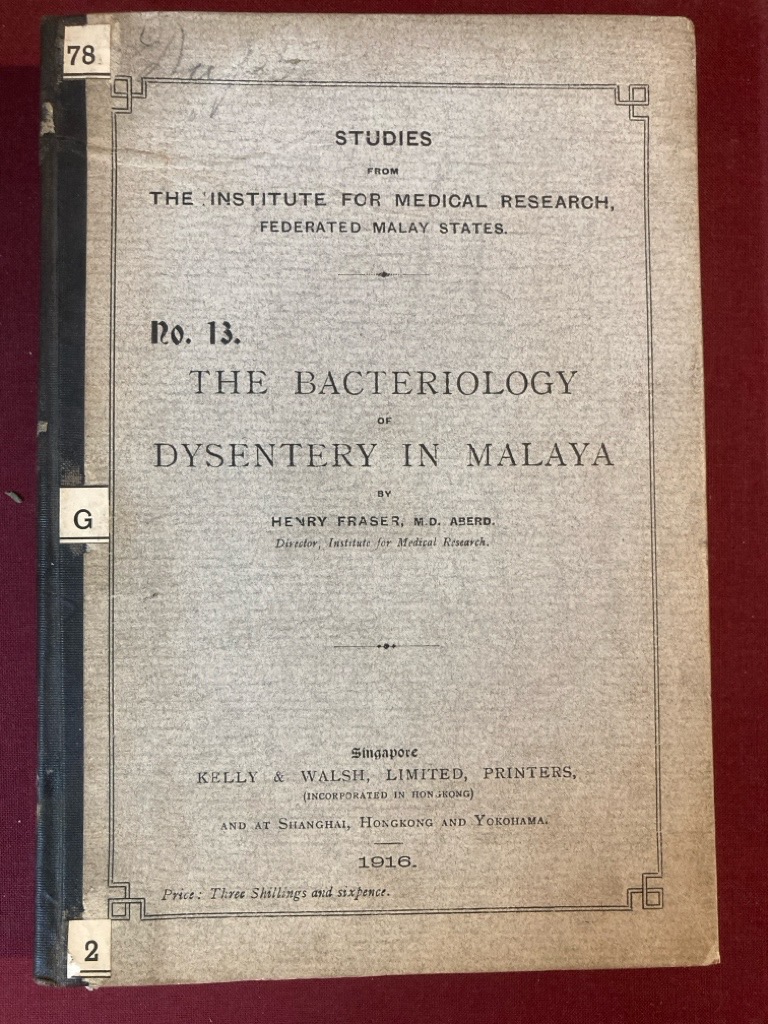 78
STUDIES
FROM
THE INSTITUTE FOR MEDICAL RESEARCH,
FEDERATED MALAY STATES.
No. 13.
THE BACTERIOLOGY
OF
DYSENTERY IN MALAYA
BY
HENRY FRASER, M.D. ABERD.
Director, Institute for Medical Research.
G
Singapore
KELLY & WALSH, LIMITED, PRINTERS,
(INCORPORATED IN HONGKONG)
AND AT SHANGHAI, HONGKONG AND YOKOHAMA.
1916.
Price: Three Shillings and sixpence.
2